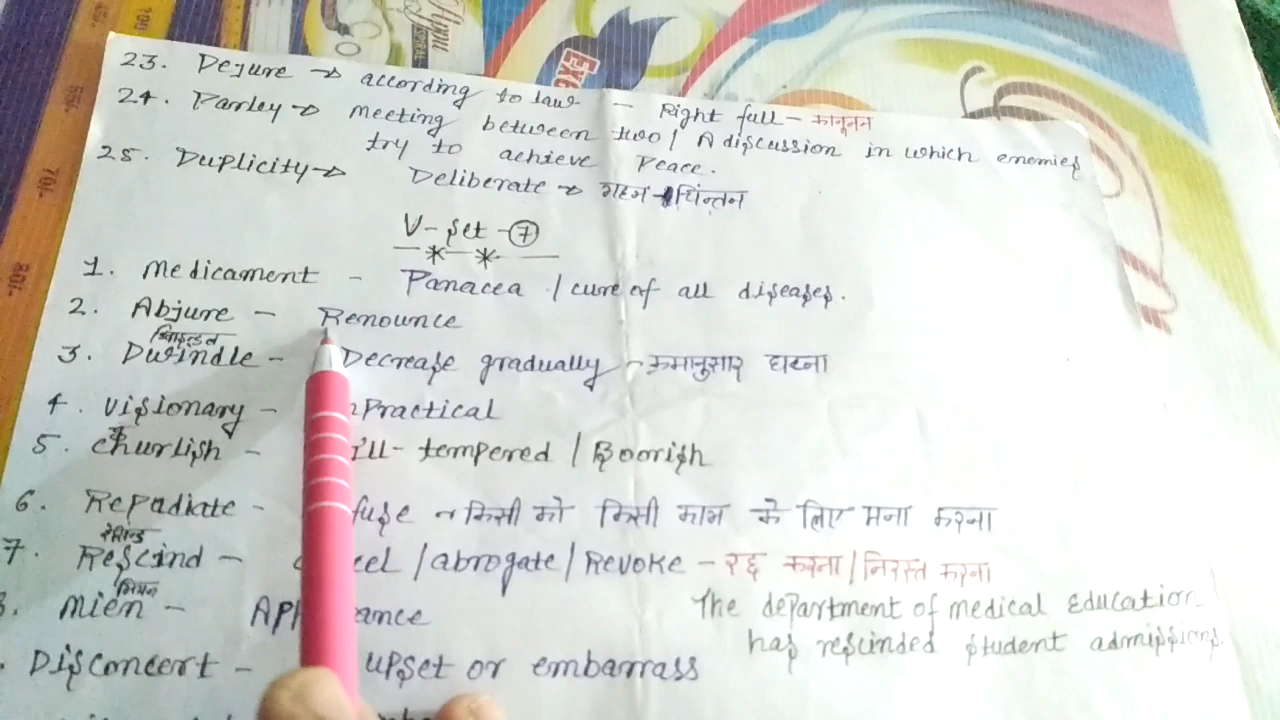 23. Dejure → according to law - Right full - कानूनन
24. Parley → Meeting between two / A discussion in which enemies
try to achieve Peace.
25. Duplicity → Deliberate → गहन चिंन्तन
V-Set-7
1. Medicament - Panacea / cure of all diseases.
2. Abjure - Renounce
3. Dwindle - Decrease gradually - क्रमानुसार घटना
4. Visionary - Practical
5. Churlish - ill-tempered / Boorish
6. Repadiate - fuse किसी को किसी काम के लिए मना करना
7. Rescind - cel / abrogate / Revoke - रद्द करना / निरस्त करना
मियन
Mien - App ance The department of medical Education
has rescinded student admissions.
Disconcert - upset or embarrass